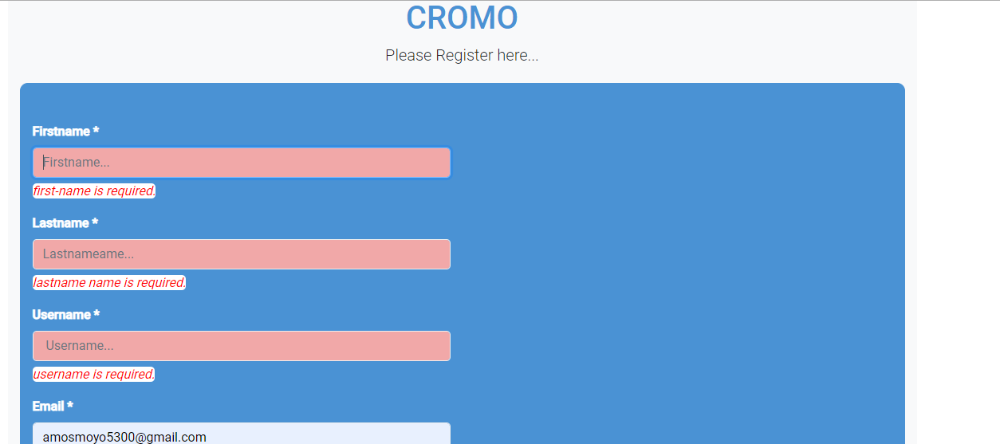 CROMO
Please Register here...
Firstname *
Firstname...
first-name is required.
Lastname *
Lastnameame...
lastname name is required.
Username *
Username...
username is required.
Email *
amosmoyo5300@gmail.com